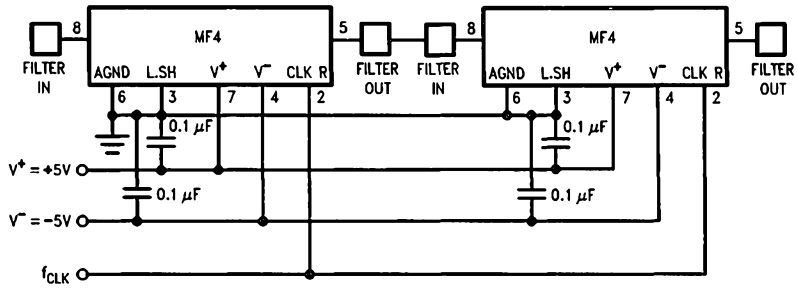 8 MF4 5 8 MF4 5
FILTER IN
AGND L.SH V+ V- CLK R
FILTER OUT
FILTER IN
AGND L.SH V+ V- CLK R
FILTER OUT
6 3 7 4 2
6 3 7 4 2
0.1 μF
0.1 μF
V+ = +5V
0.1 μF
0.1 μF
V- = -5V
fCLK